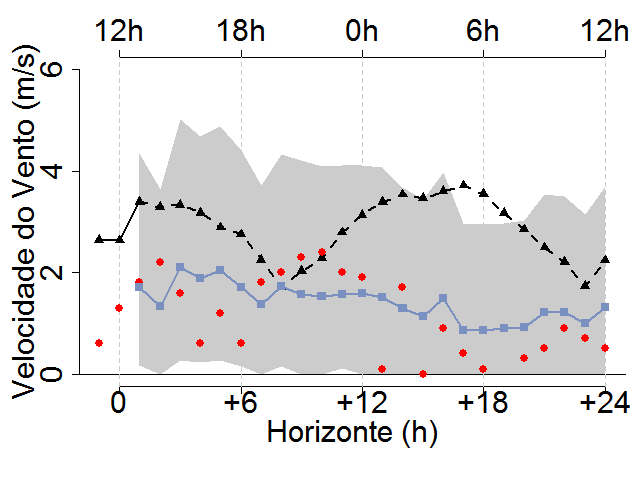 12h 18h 0h 6h 12h
Velocidade do Vento (m/s)
6
4
2
0
0 +6 +12 +18 +24
Horizonte (h)